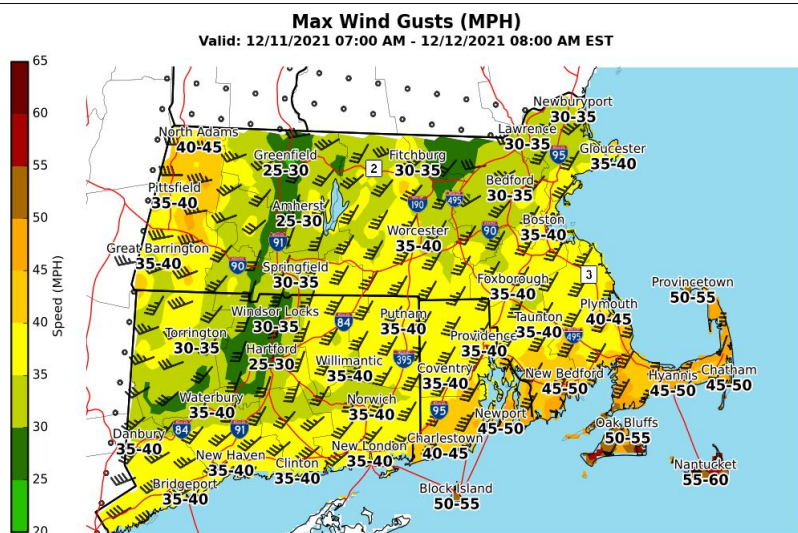 Max Wind Gusts (MPH)
Valid: 12/11/2021 07:00 AM - 12/12/2021 08:00 AM EST
65
60
55
50
45
40
35
30
25
20
Speed (MPH)
Newburyport
30-35
North Adams
40-45
Lawrence
30-35
Greenfield
25-30
Fitchburg
30-35
Gloucester
35-40
95
2
Pittsfield
35-40
Bedford
30-35
495
190
Amherst
25-30
Boston
35-40
Worcester
35-40
90
91
Great Barrington
35-40
90
Springfield
30-35
Foxborough
35-40
3
Provincetown
50-55
Plymouth
40-45
Windsor Locks
30-35
Putnam
35-40
Taunton
35-40
84
Torrington
30-35
Providence
35-40
495
Hartford
25-30
Willimantic
35-40
395
Coventry
35-40
New Bedford
45-50
Hyannis
45-50
Chatham
45-50
Waterbury
35-40
Norwich
35-40
95
Newport
45-50
Oak Bluffs
50-55
84
91
Danbury
35-40
Charlestown
40-45
New London
35-40
New Haven
35-40
Clinton
35-40
Nantucket
55-60
Bridgeport
35-40
Block Island
50-55